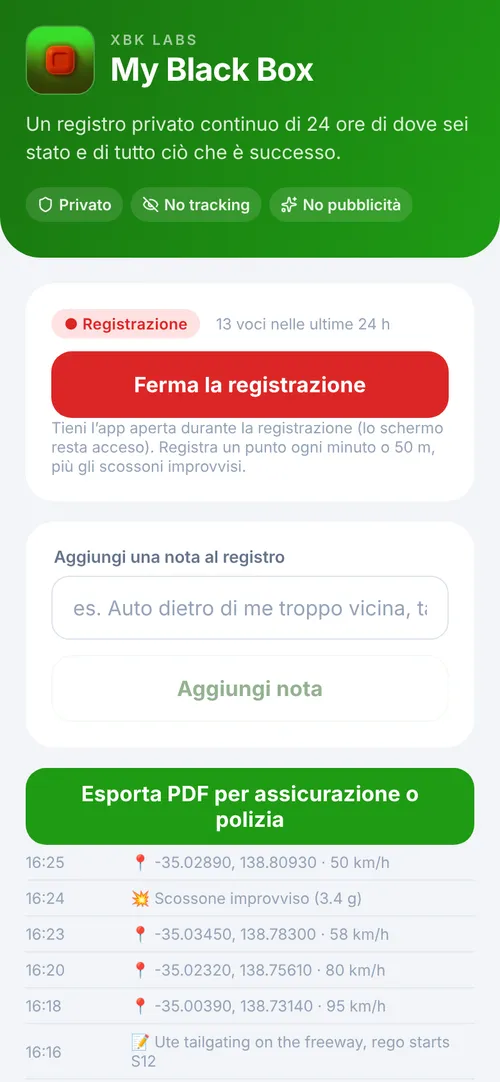 XBK LABS
My Black Box
Un registro privato continuo di 24 ore di dove sei
stato e di tutto ciò che è successo.
Privato
No tracking
No pubblicità
Registrazione
13 voci nelle ultime 24 h
Ferma la registrazione
Tieni l'app aperta durante la registrazione (lo schermo
resta acceso). Registra un punto ogni minuto o 50 m,
più gli scossoni improvvisi.
Aggiungi una nota al registro
es. Auto dietro di me troppo vicina, ta
Aggiungi nota
Esporta PDF per assicurazione o
polizia
16:25 📍 -35.02890, 138.80930 · 50 km/h
16:24 💥 Scossone improvviso (3.4 g)
16:23 📍 -35.03450, 138.78300 · 58 km/h
16:20 📍 -35.02320, 138.75610 · 80 km/h
16:18 📍 -35.00390, 138.73140 · 95 km/h
16:16 📝 Ute tailgating on the freeway, rego starts
S12